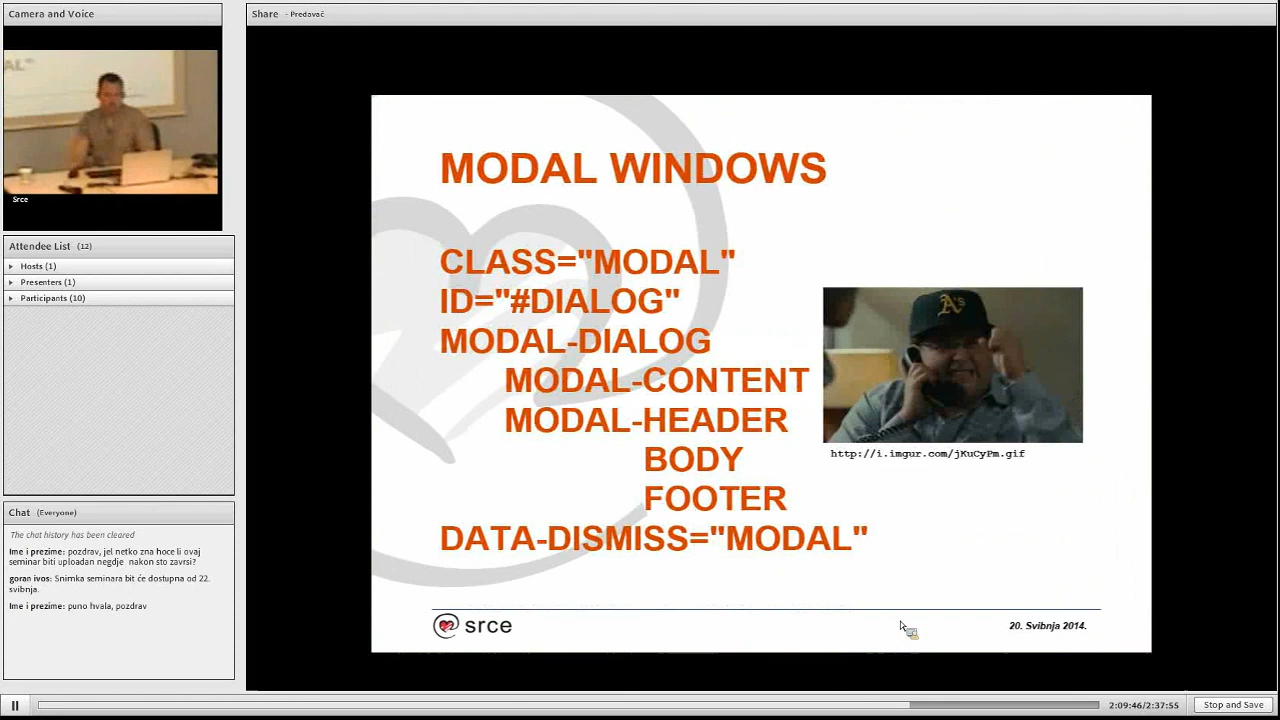 Camera and Voice
Srce
Attendee List (12)
Hosts (1)
Presenters (1)
Participants (10)
Chat (Everyone)
The chat history has been cleared
Ime i prezime: pozdrav, jel netko zna hoce li ovaj
seminar biti uploadan negdje nakon sto zavrsi?
goran ivos: Snimka seminara bit će dostupna od 22.
svibnja.
Ime i prezime: puno hvala, pozdrav
Share - Predavač
MODAL WINDOWS
CLASS="MODAL"
ID="#DIALOG"
MODAL-DIALOG
MODAL-CONTENT
MODAL-HEADER
BODY
FOOTER
DATA-DISMISS="MODAL"
A's
http://i.imgur.com/jKuCyPm.gif
srce
20. Svibnja 2014.
2:09:46/2:37:55
Stop and Save